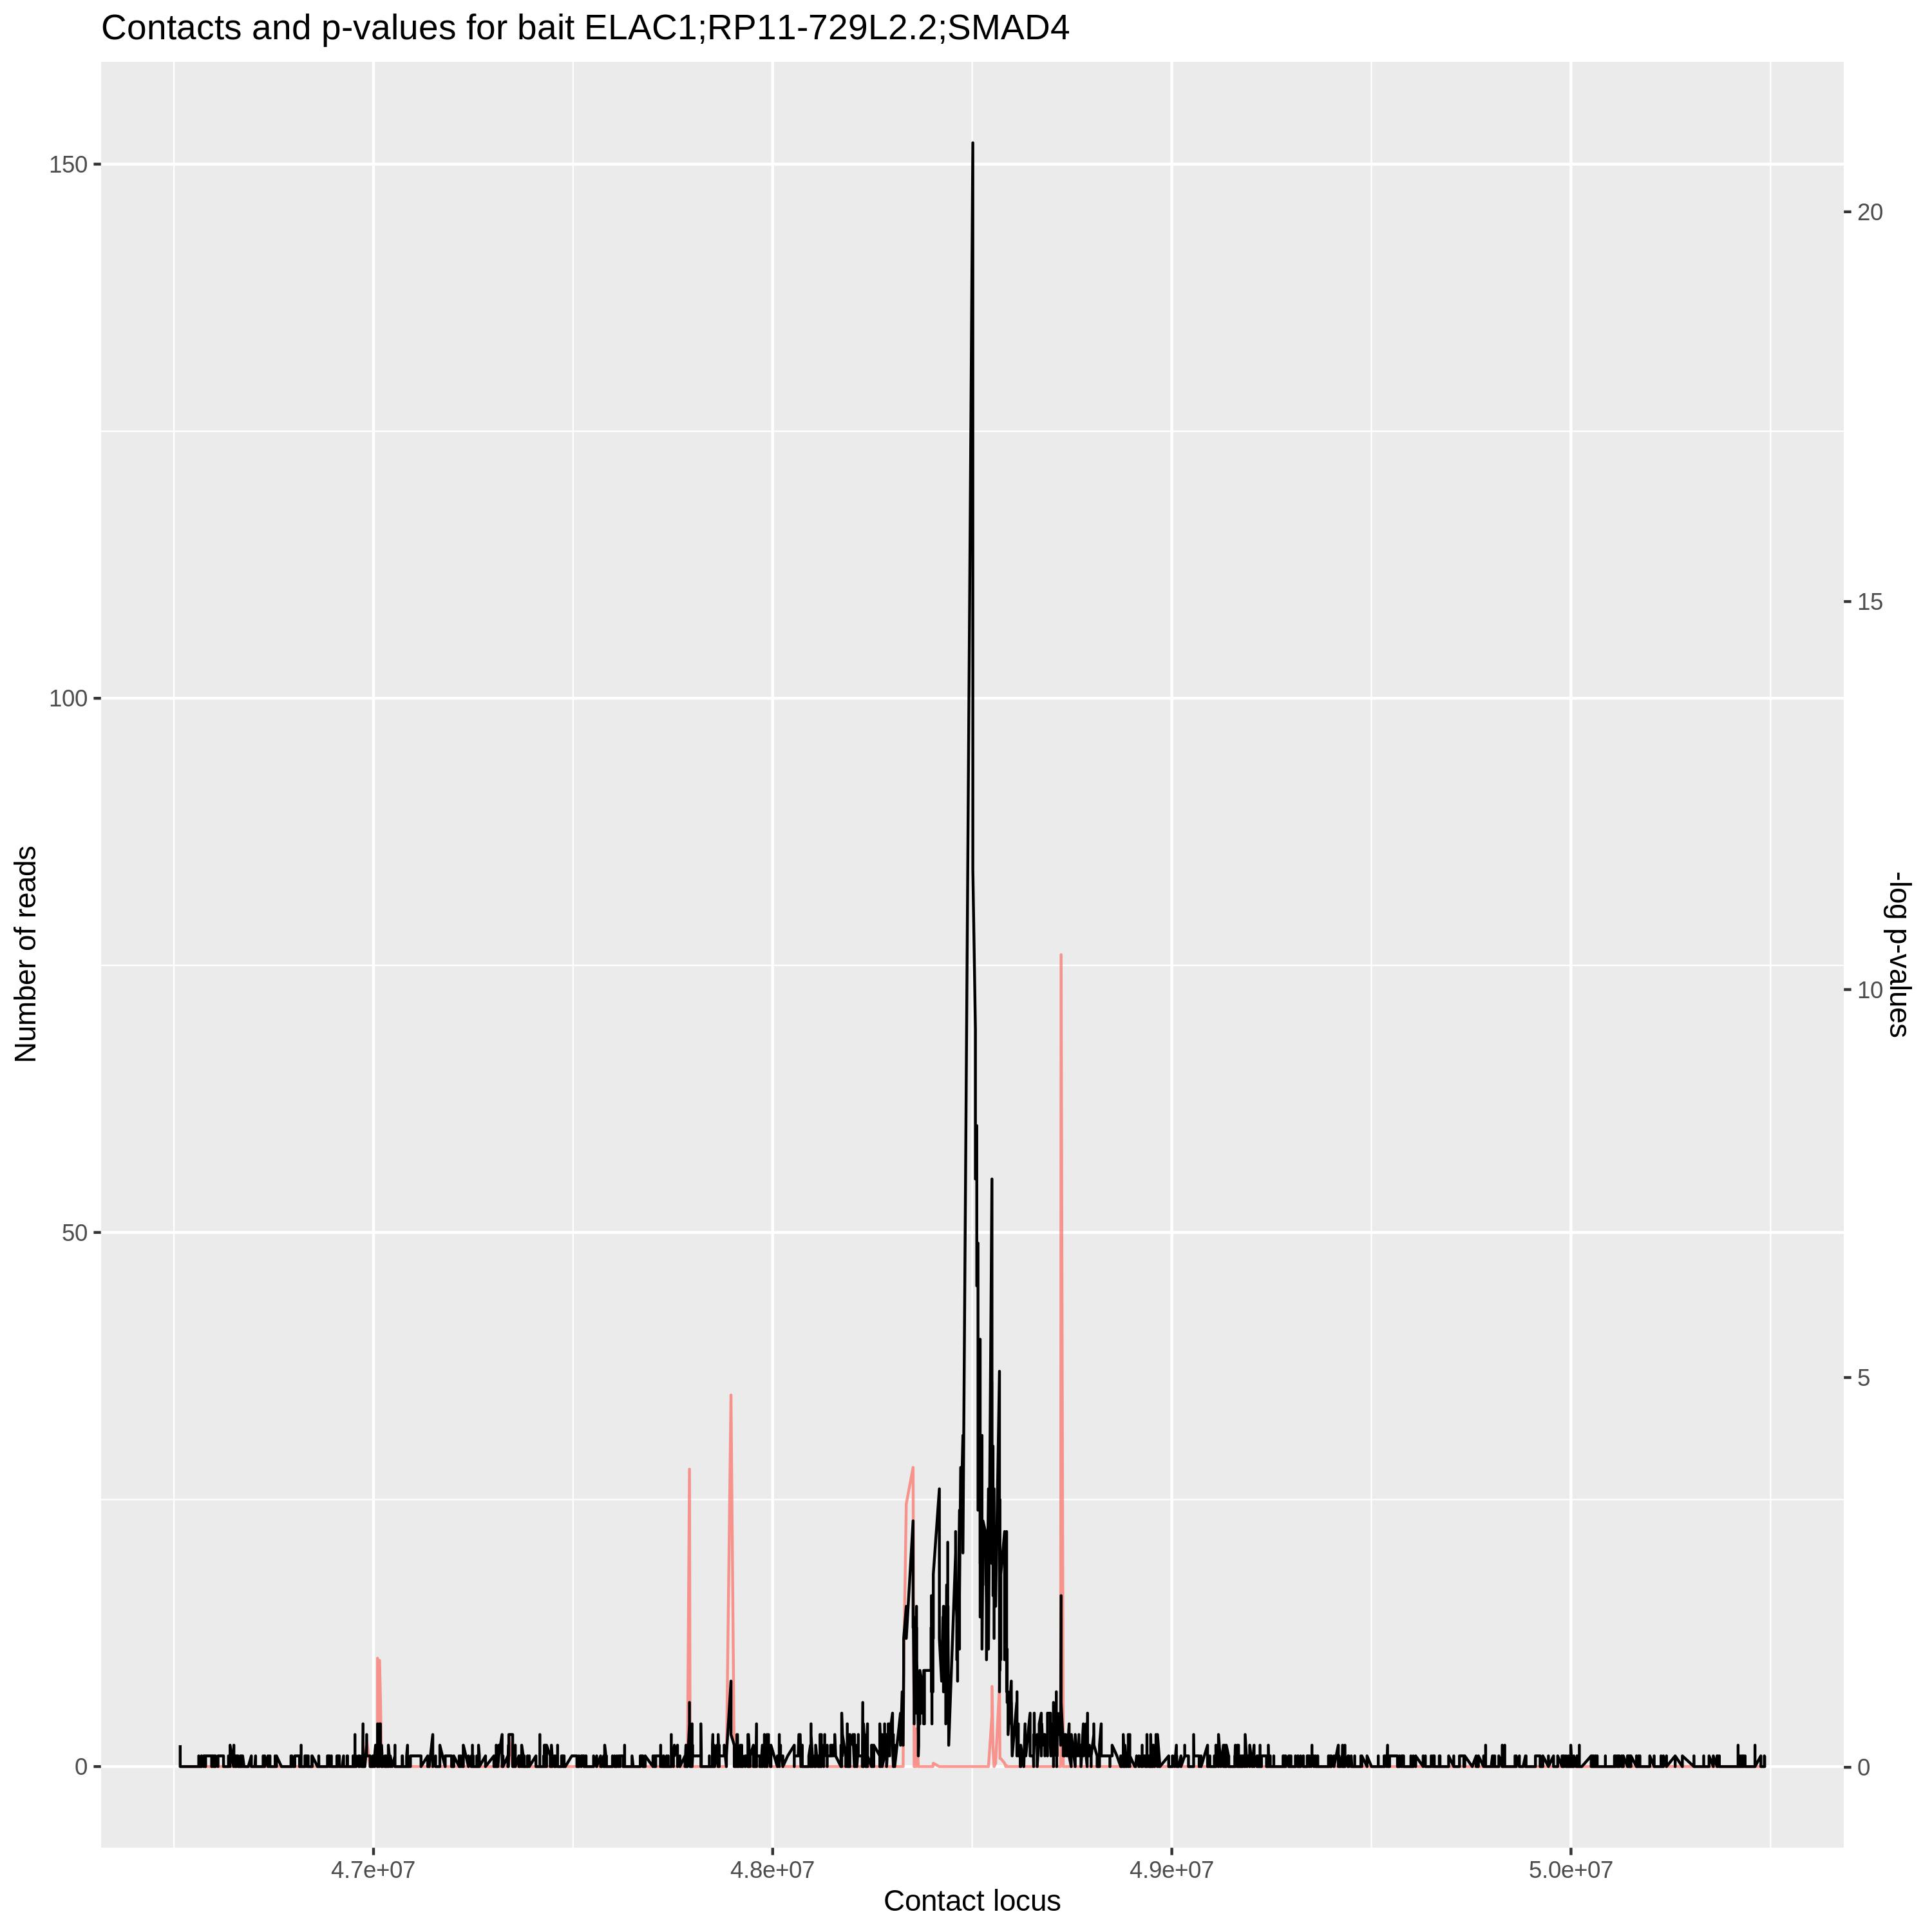 Contacts and p-values for bait ELAC1;RP11-729L2.2;SMAD4
150
100
50
0
Number of reads
20
15
10
5
0
-log p-values
4.7e+07
4.8e+07
4.9e+07
5.0e+07
Contact locus